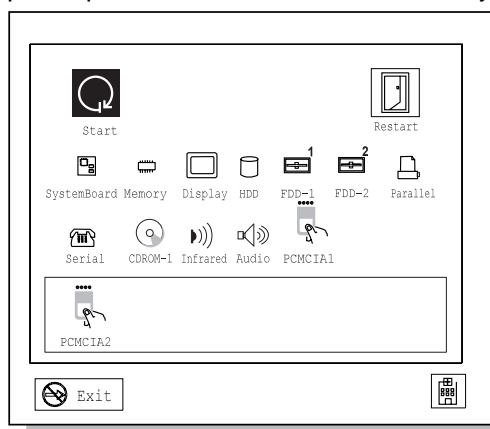 Start Restart
1 2
SystemBoard Memory Display HDD FDD-1 FDD-2 Parallel
Serial CDROM-1 Infrared Audio PCMCIA1
PCMCIA2
Exit